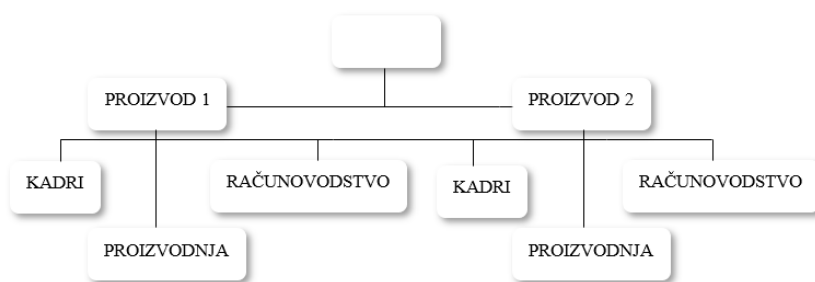 PROIZVOD 1
PROIZVOD 2
KADRI
RAČUNOVODSTVO
KADRI
RAČUNOVODSTVO
PROIZVODNJA
PROIZVODNJA